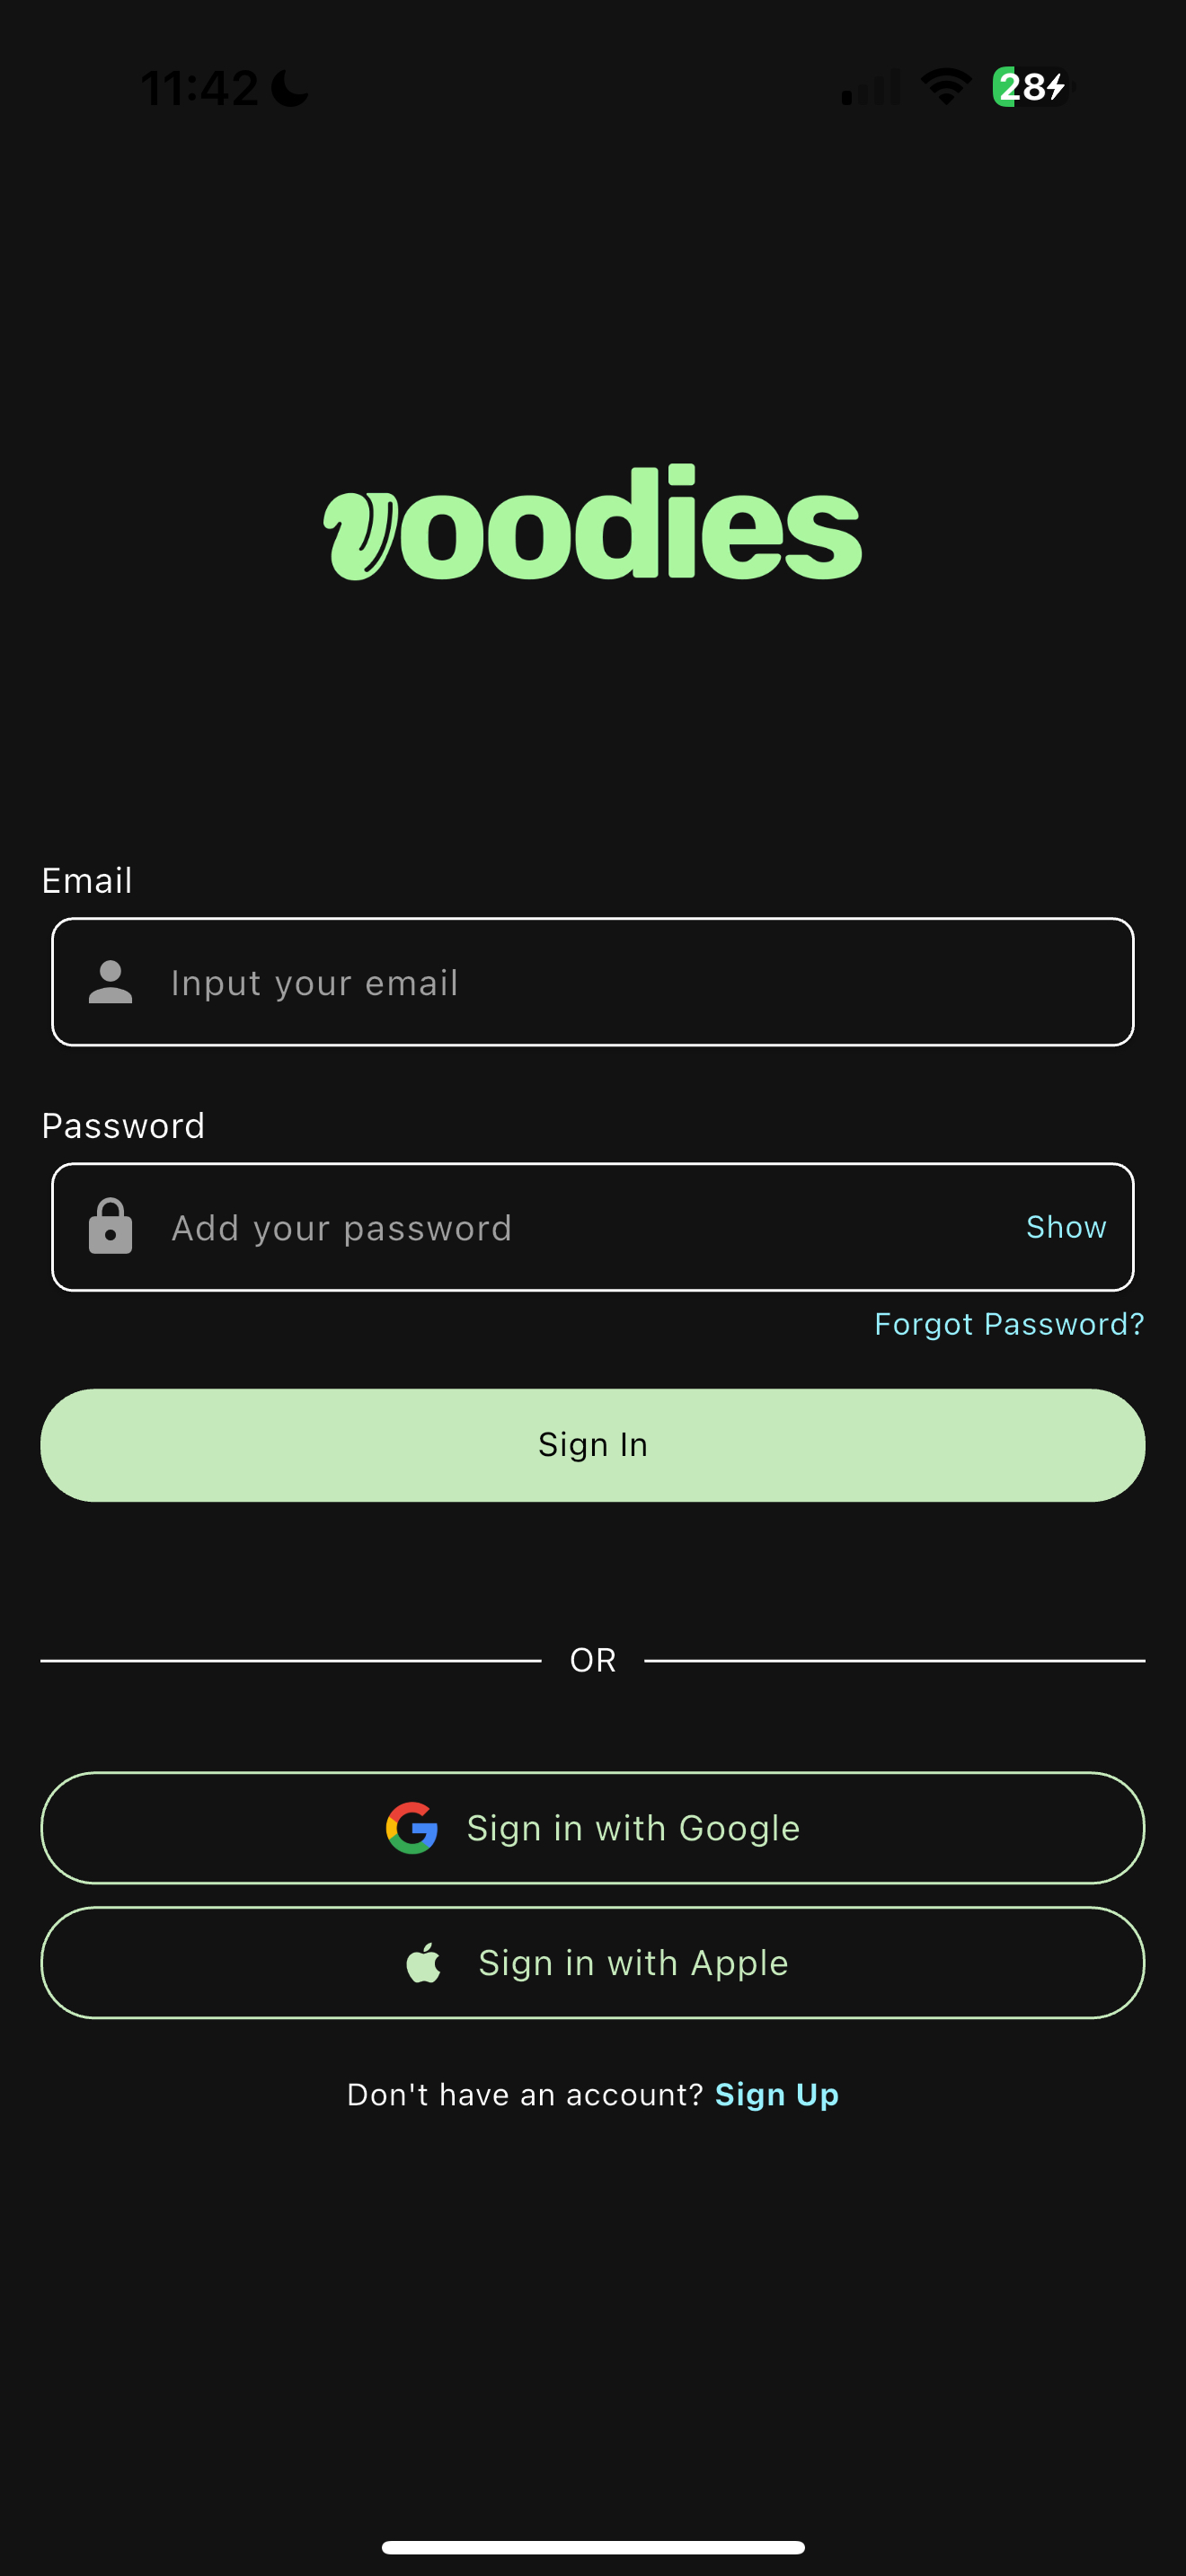 11:42
28
voodies
Email
Input your email
Password
Add your password
Show
Forgot Password?
Sign In
OR
Sign in with Google
Sign in with Apple
Don't have an account? Sign Up